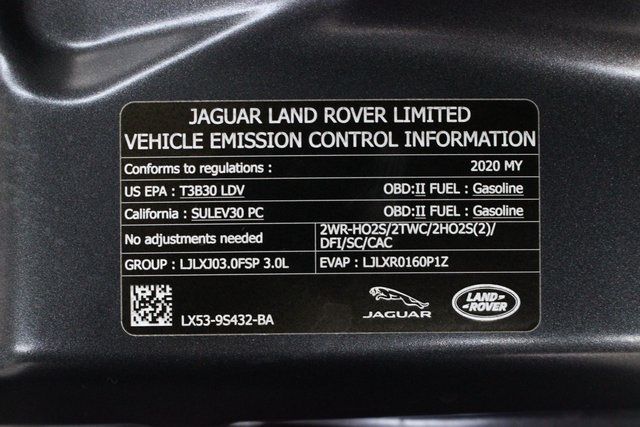 JAGUAR LAND ROVER LIMITED
VEHICLE EMISSION CONTROL INFORMATION
Conforms to regulations : 2020 MY
US EPA : T3B30 LDV OBD:II FUEL : Gasoline
California : SULEV30 PC OBD:II FUEL : Gasoline
No adjustments needed 2WR-HO2S/2TWC/2HO2S(2)/
DFI/SC/CAC
GROUP : LJLXJ03.0FSP 3.0L EVAP : LJLXR0160P1Z
LX53-9S432-BA JAGUAR LAND-
ROVER